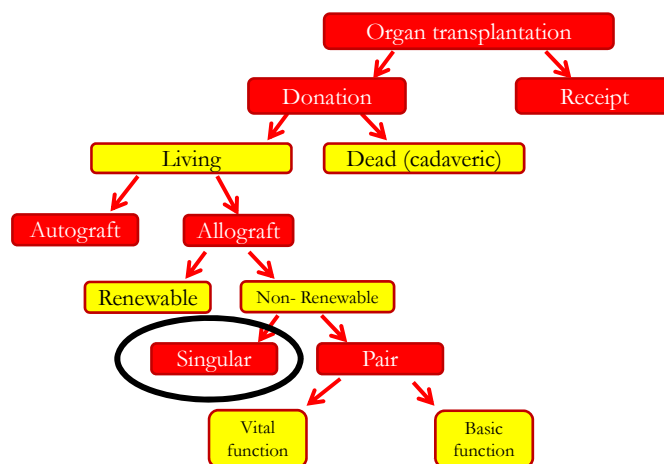 Organ transplantation
Donation
Receipt
Living
Dead (cadaveric)
Autograft
Allograft
Renewable
Non- Renewable
Singular
Pair
Vital
function
Basic
function